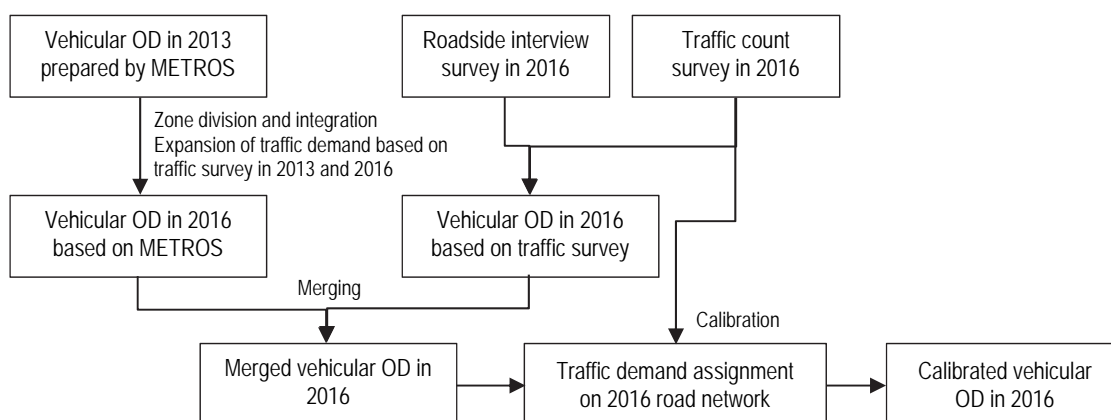 Vehicular OD in 2013
prepared by METROS
Roadside interview
survey in 2016
Traffic count
survey in 2016
Zone division and integration
Expansion of traffic demand based on
traffic survey in 2013 and 2016
Vehicular OD in 2016
based on METROS
Vehicular OD in 2016
based on traffic survey
Merging
Calibration
Merged vehicular OD in
2016
Traffic demand assignment
on 2016 road network
Calibrated vehicular
OD in 2016